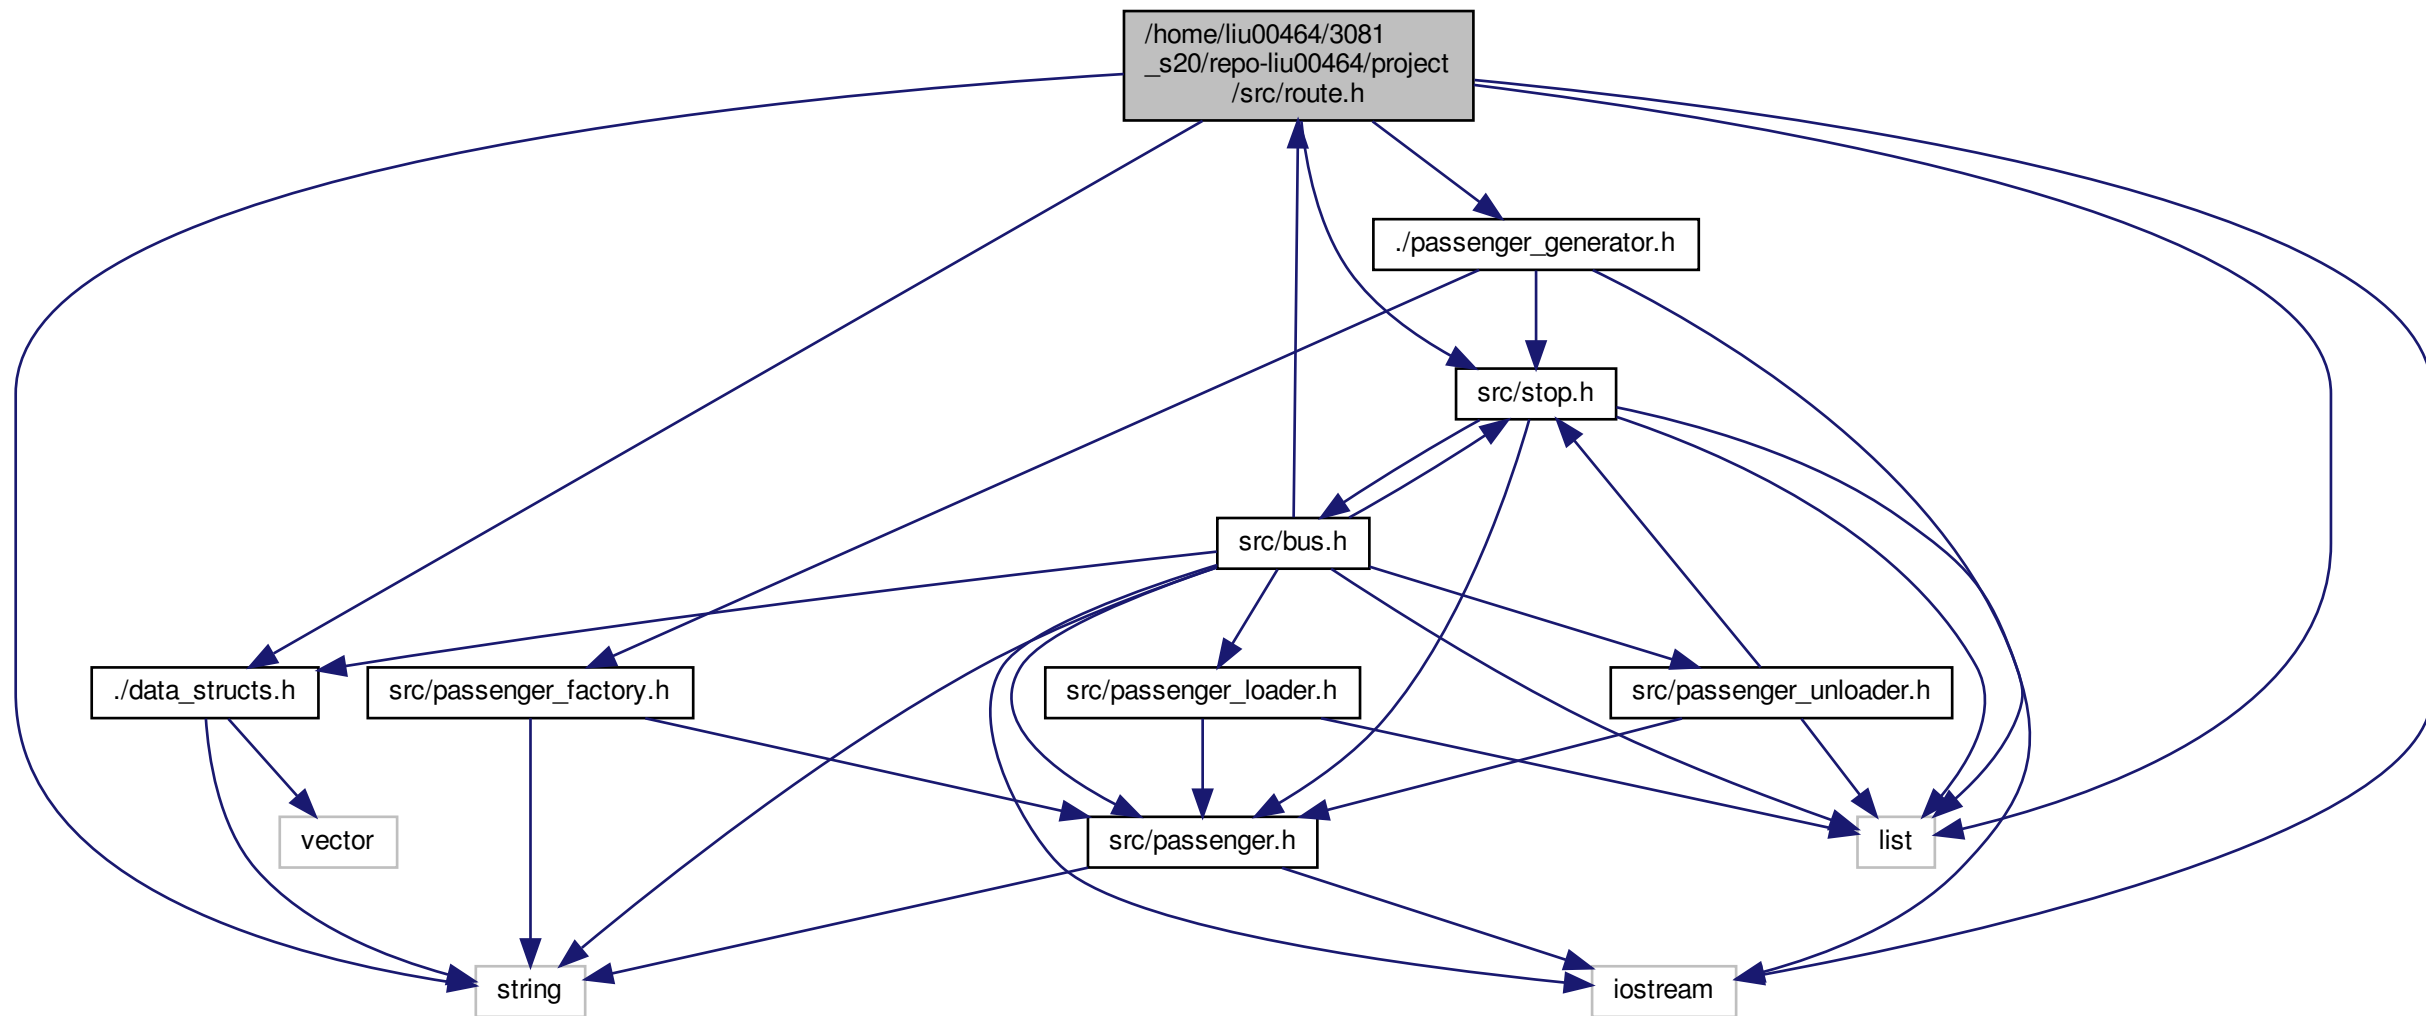 /home/liu00464/3081
_s20/repo-liu00464/project
/src/route.h
./passenger_generator.h
src/stop.h
src/bus.h
./data_structs.h
src/passenger_factory.h
src/passenger_loader.h
src/passenger_unloader.h
vector
src/passenger.h
list
string
iostream